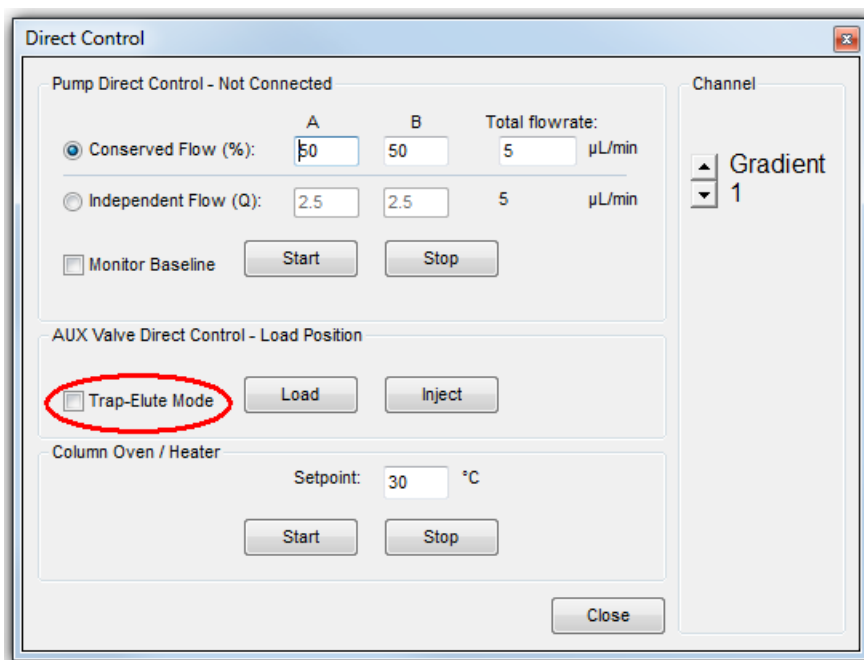 Direct Control
Pump Direct Control - Not Connected
A B Total flowrate:
Conserved Flow (%): 50 50 5 µL/min
Independent Flow (Q): 2.5 2.5 5 µL/min
Monitor Baseline Start Stop
AUX Valve Direct Control - Load Position
Trap-Elute Mode Load Inject
Column Oven / Heater
Setpoint: 30 °C
Start Stop
Close
Channel
Gradient
1